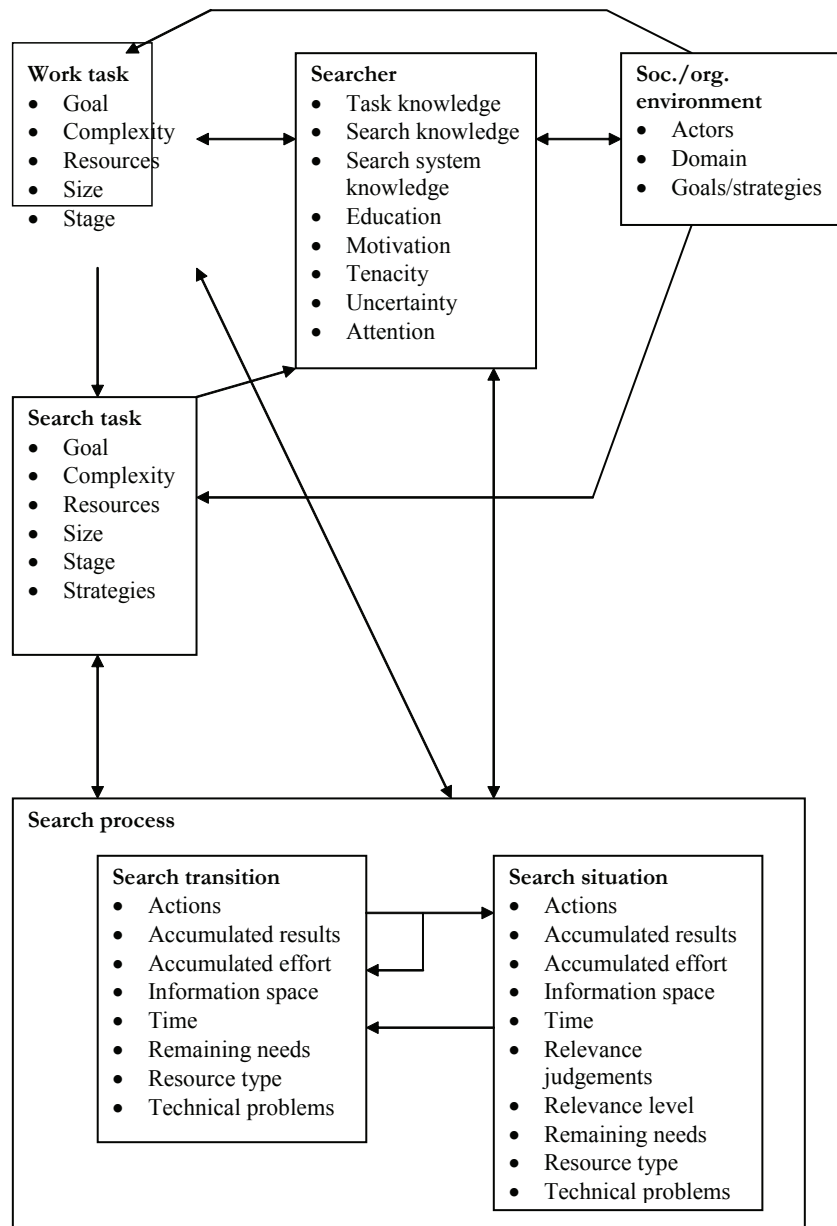 Work task
• Goal
• Complexity
• Resources
• Size
• Stage
Searcher
• Task knowledge
• Search knowledge
• Search system
knowledge
• Education
• Motivation
• Tenacity
• Uncertainty
• Attention
Soc./org.
environment
• Actors
• Domain
• Goals/strategies
Search task
• Goal
• Complexity
• Resources
• Size
• Stage
• Strategies
Search process
Search transition
• Actions
• Accumulated results
• Accumulated effort
• Information space
• Time
• Remaining needs
• Resource type
• Technical problems
Search situation
• Actions
• Accumulated results
• Accumulated effort
• Information space
• Time
• Relevance
judgements
• Relevance level
• Remaining needs
• Resource type
• Technical problems